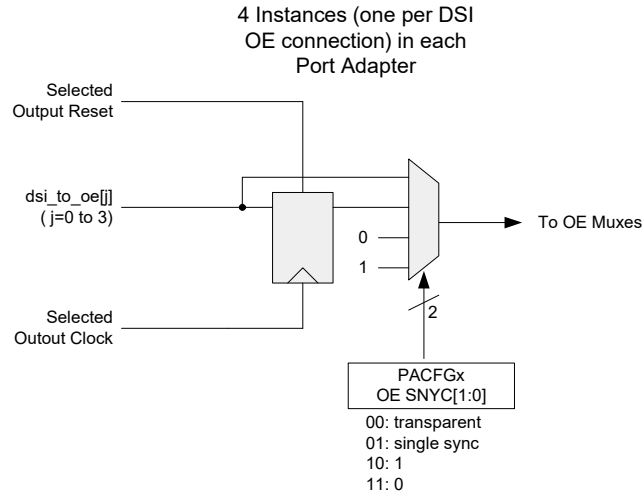 4 Instances (one per DSI
OE connection) in each
Port Adapter
Selected
Output Reset
dsi_to_oe[j]
( j=0 to 3)
0
1
To OE Muxes
Selected
Outout Clock
2
PACFGx
OE SNYC[1:0]
00: transparent
01: single sync
10: 1
11: 0